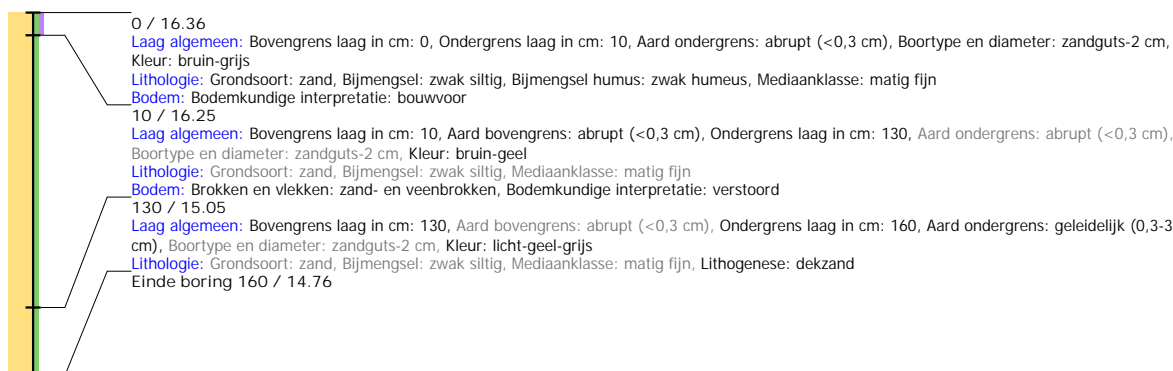 0 / 16.36
Laag algemeen: Bovengrens laag in cm: 0, Ondergrens laag in cm: 10, Aard ondergrens: abrupt (<0,3 cm), Boortype en diameter: zandguts-2 cm,
Kleur: bruin-grijs
Lithologie: Grondsoort: zand, Bijmengsel: zwak siltig, Bijmengsel humus: zwak humeus, Mediaanklasse: matig fijn
Bodem: Bodemkundige interpretatie: bouwvoor
10 / 16.25
Laag algemeen: Bovengrens laag in cm: 10, Aard bovengrens: abrupt (<0,3 cm), Ondergrens laag in cm: 130, Aard ondergrens: abrupt (<0,3 cm),
Boortype en diameter: zandguts-2 cm, Kleur: bruin-geel
Lithologie: Grondsoort: zand, Bijmengsel: zwak siltig, Mediaanklasse: matig fijn
Bodem: Brokken en vlekken: zand- en veenbrokken, Bodemkundige interpretatie: verstoord
130 / 15.05
Laag algemeen: Bovengrens laag in cm: 130, Aard bovengrens: abrupt (<0,3 cm), Ondergrens laag in cm: 160, Aard ondergrens: geleidelijk (0,3-3
cm), Boortype en diameter: zandguts-2 cm, Kleur: licht-geel-grijs
Lithologie: Grondsoort: zand, Bijmengsel: zwak siltig, Mediaanklasse: matig fijn, Lithogenese: dekzand
Einde boring 160 / 14.76